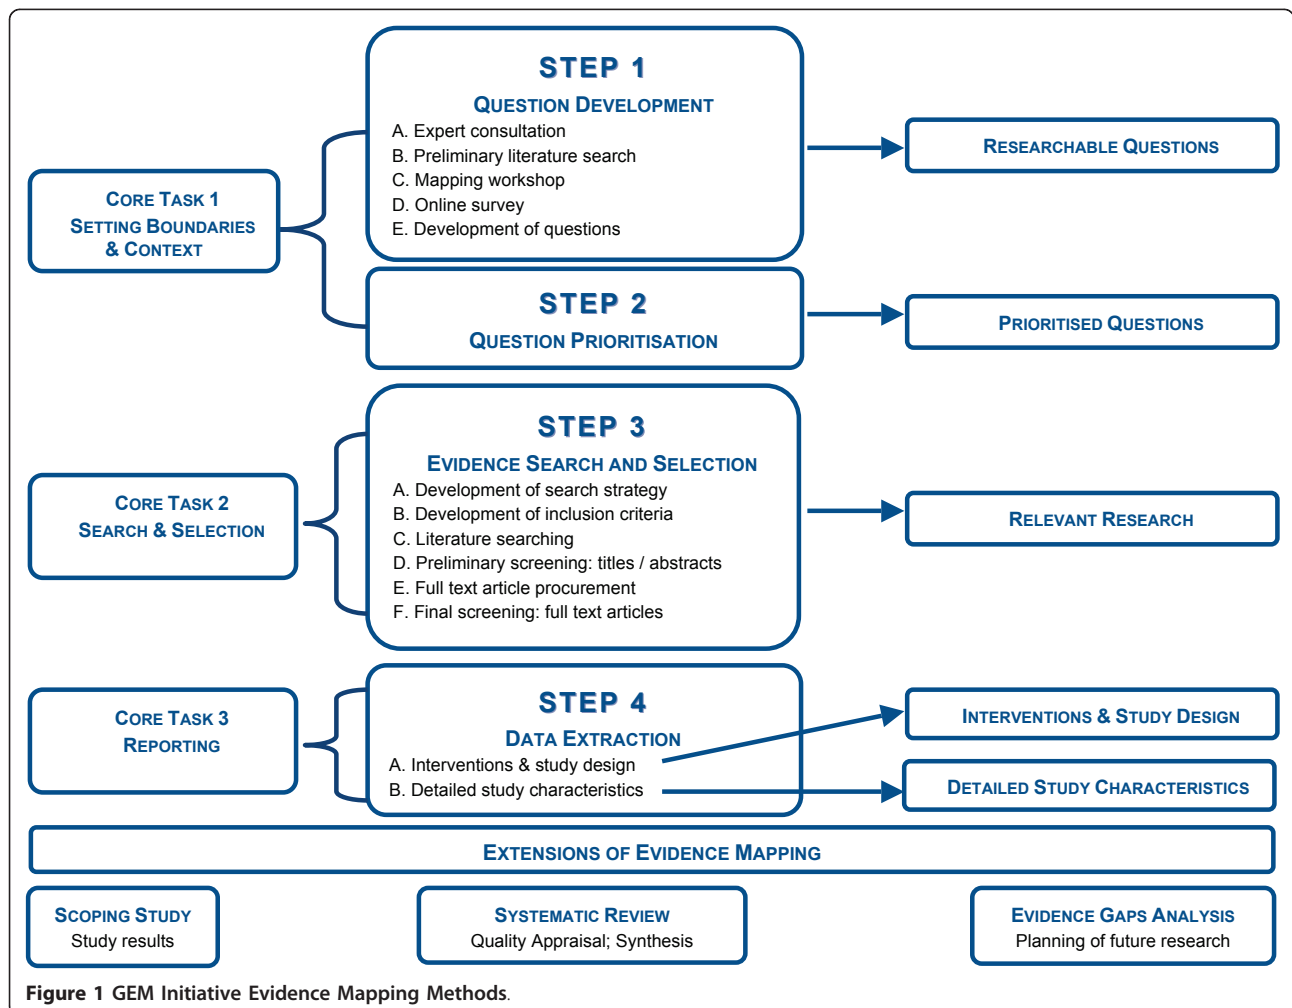 STEP 1
QUESTION DEVELOPMENT
A. Expert consultation
B. Preliminary literature search
C. Mapping workshop
D. Online survey
E. Development of questions
RESEARCHABLE QUESTIONS
CORE TASK 1
SETTING BOUNDARIES
& CONTEXT
STEP 2
QUESTION PRIORITISATION
PRIORITISED QUESTIONS
STEP 3
EVIDENCE SEARCH AND SELECTION
A. Development of search strategy
B. Development of inclusion criteria
C. Literature searching
D. Preliminary screening: titles / abstracts
E. Full text article procurement
F. Final screening: full text articles
CORE TASK 2
SEARCH & SELECTION
RELEVANT RESEARCH
CORE TASK 3
REPORTING
STEP 4
DATA EXTRACTION
A. Interventions & study design
B. Detailed study characteristics
INTERVENTIONS & STUDY DESIGN
DETAILED STUDY CHARACTERISTICS
EXTENSIONS OF EVIDENCE MAPPING
SCOPING STUDY
Study results
SYSTEMATIC REVIEW
Quality Appraisal; Synthesis
EVIDENCE GAPS ANALYSIS
Planning of future research
Figure 1 GEM Initiative Evidence Mapping Methods.